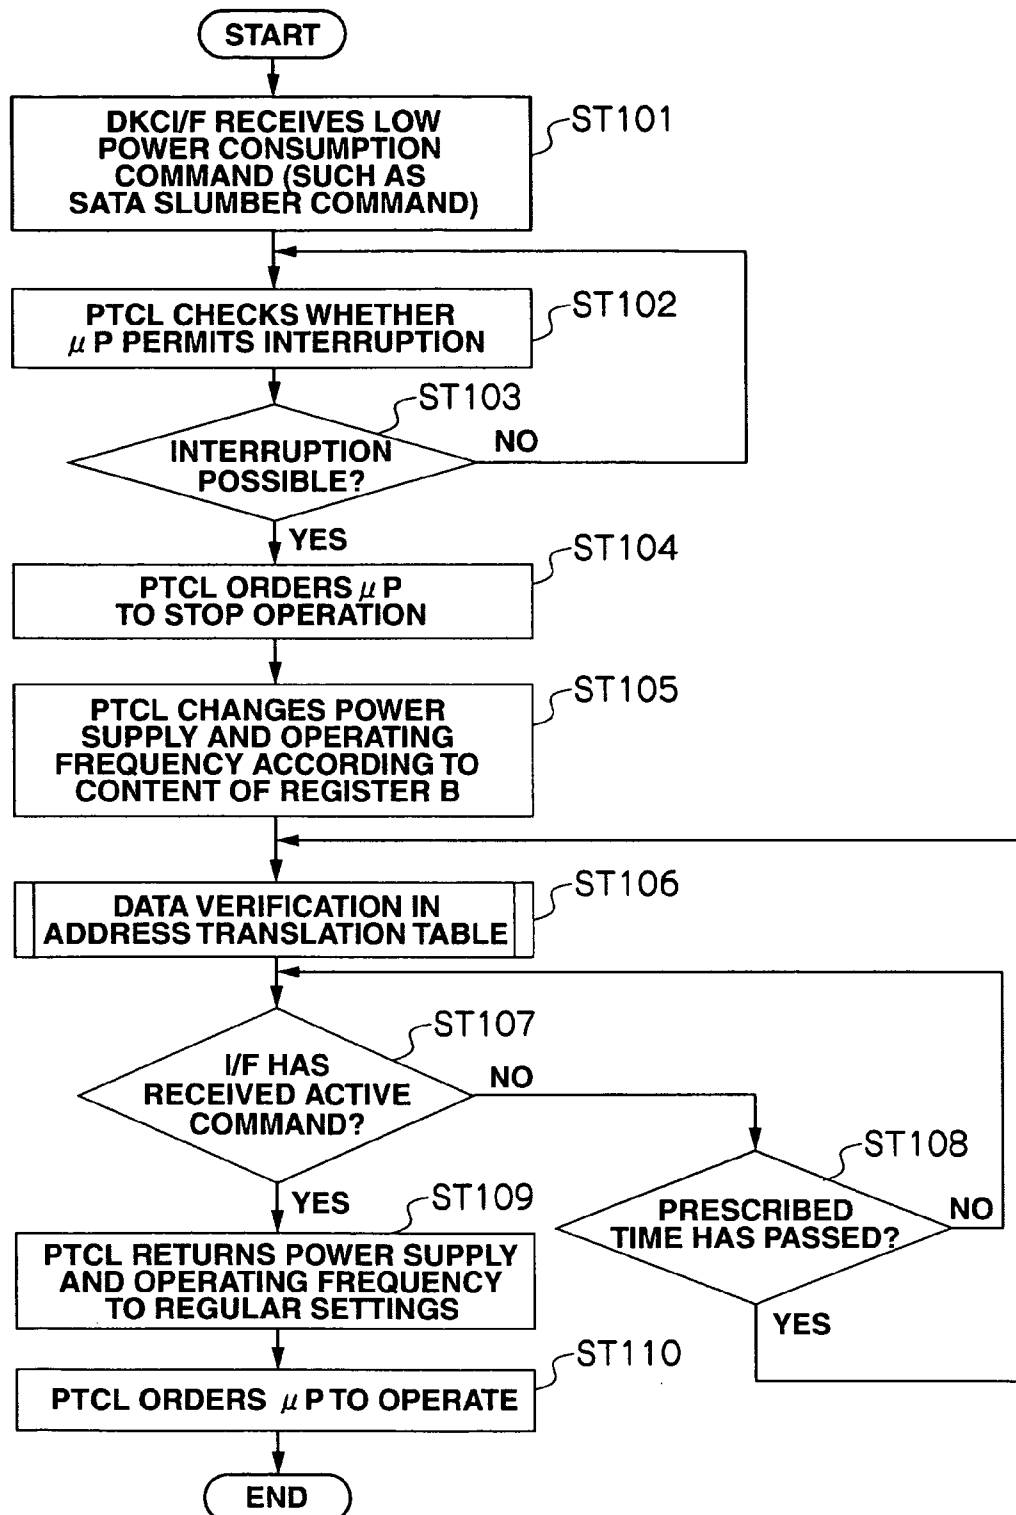 START
DKCI/F RECEIVES LOW
POWER CONSUMPTION
COMMAND (SUCH AS
SATA SLUMBER COMMAND)
ST101
PTCL CHECKS WHETHER
μP PERMITS INTERRUPTION
ST102
ST103
INTERRUPTION
POSSIBLE?
NO
YES
ST104
PTCL ORDERS μP
TO STOP OPERATION
ST105
PTCL CHANGES POWER
SUPPLY AND OPERATING
FREQUENCY ACCORDING TO
CONTENT OF REGISTER B
ST106
DATA VERIFICATION IN
ADDRESS TRANSLATION TABLE
ST107
I/F HAS
RECEIVED ACTIVE
COMMAND?
NO
YES
ST108
PRESCRIBED
TIME HAS PASSED?
NO
YES
ST109
PTCL RETURNS POWER SUPPLY
AND OPERATING FREQUENCY
TO REGULAR SETTINGS
ST110
PTCL ORDERS μP TO OPERATE
END